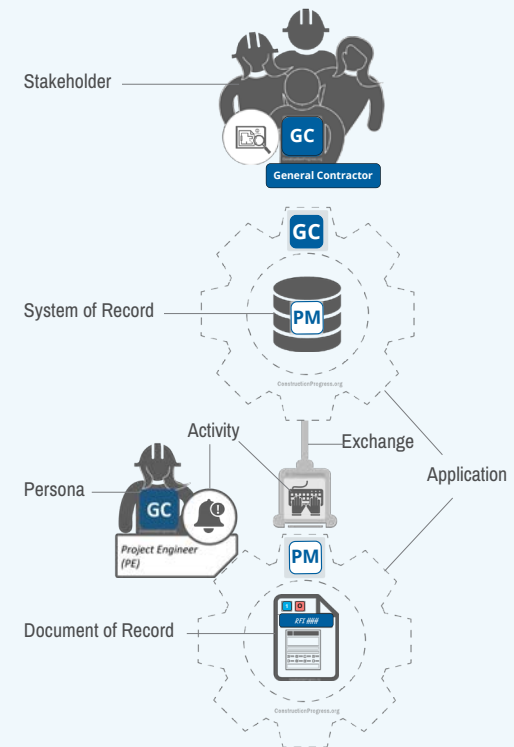 Stakeholder
GC
General Contractor
GC
System of Record
PM
ConstructionProgress.org
Activity
Exchange
Application
Persona
GC
Project Engineer
(PE)
PM
Document of Record
RFI ###
ConstructionProgress.org